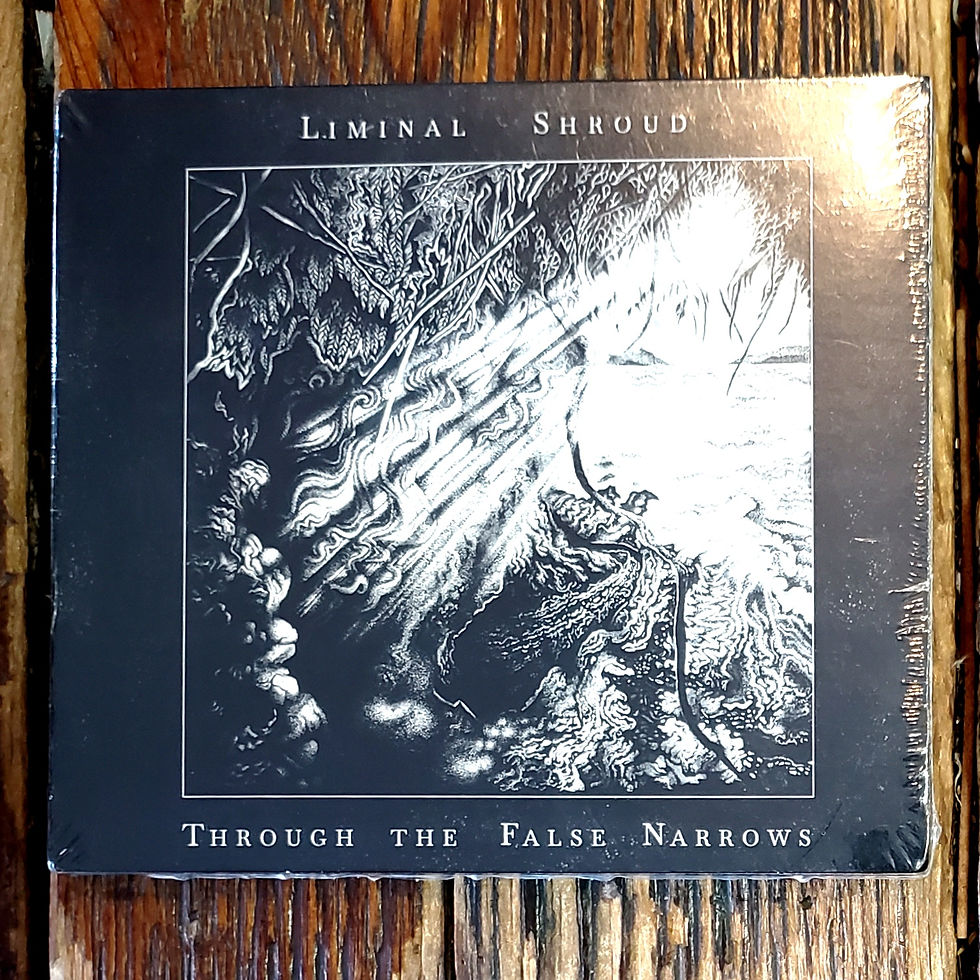 Liminal Shroud
Through the False Narrows